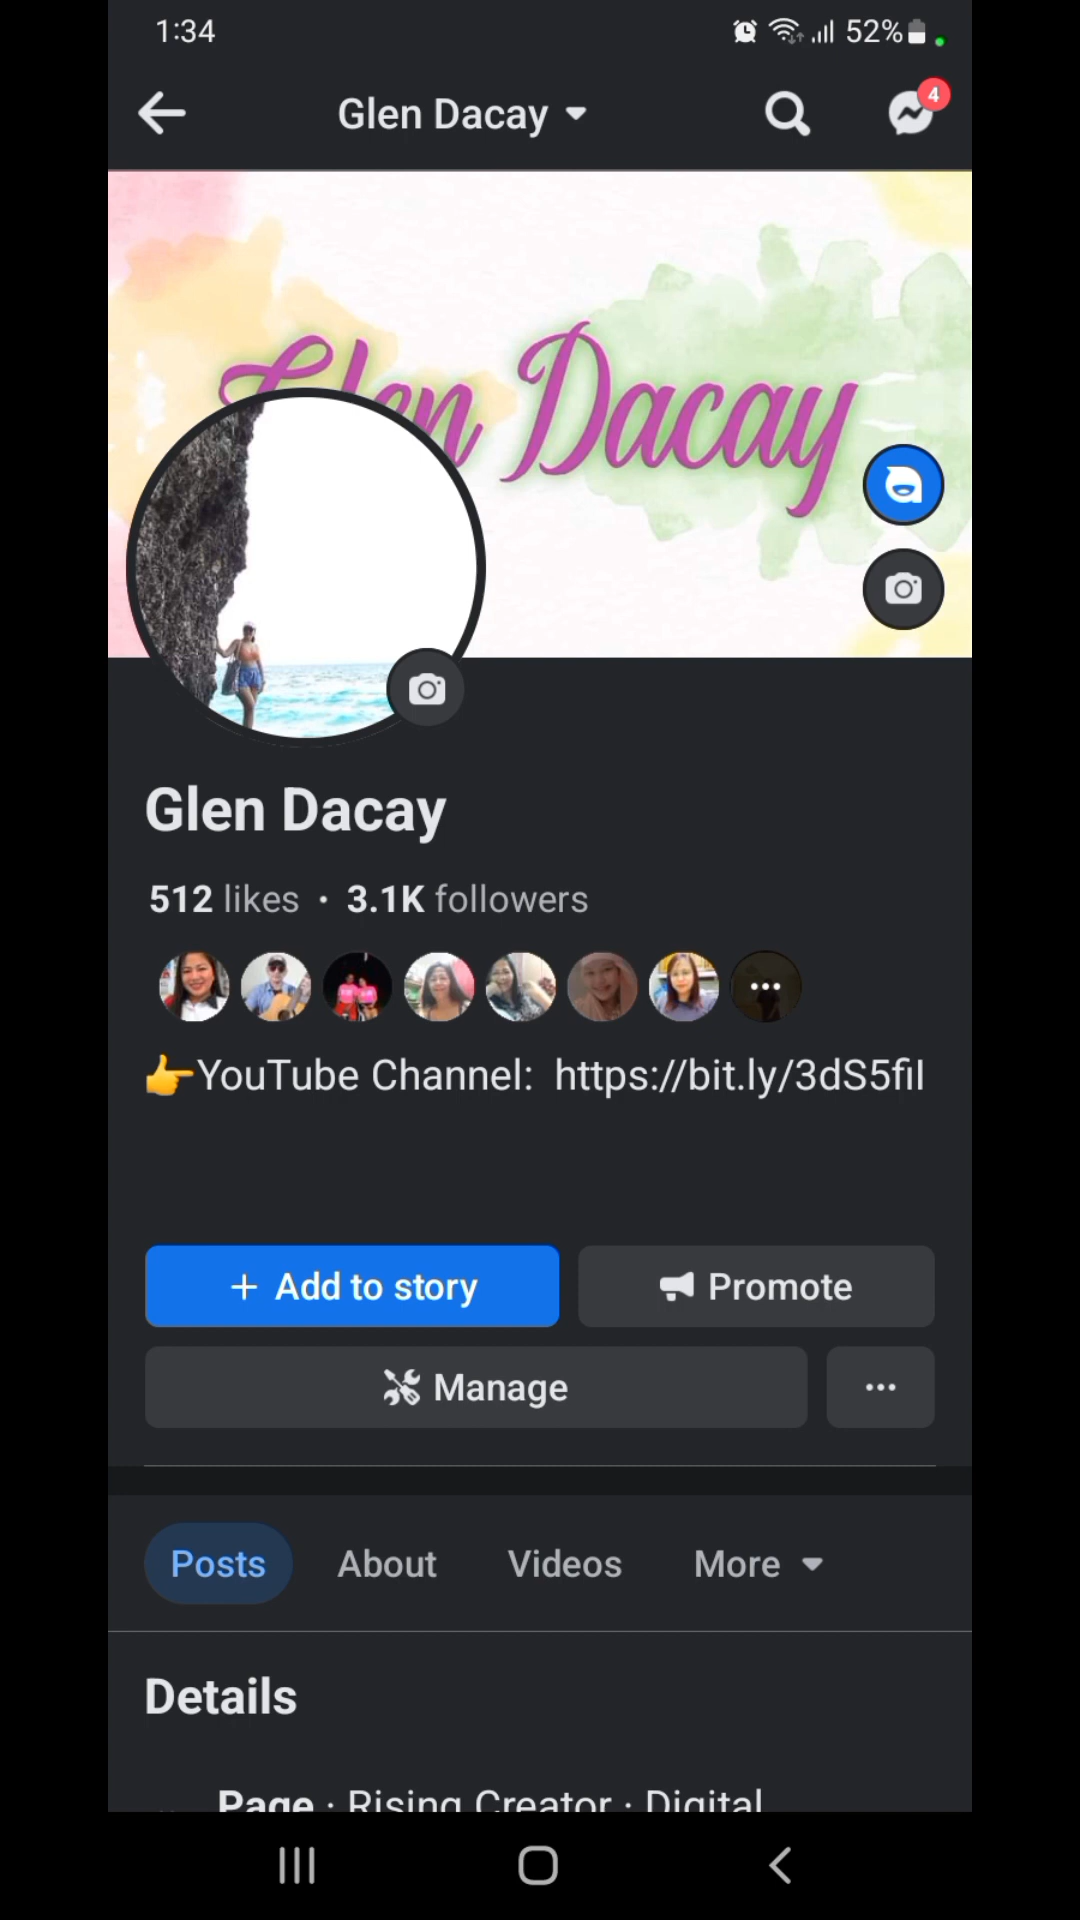 1:34
52%
Glen Dacay
4
Glen Dacay
Glen Dacay
512 likes · 3.1K followers
👉YouTube Channel: https://bit.ly/3dS5fiI
+ Add to story
Promote
Manage
Posts
About
Videos
More
Details
Page · Rising Creator · Digital